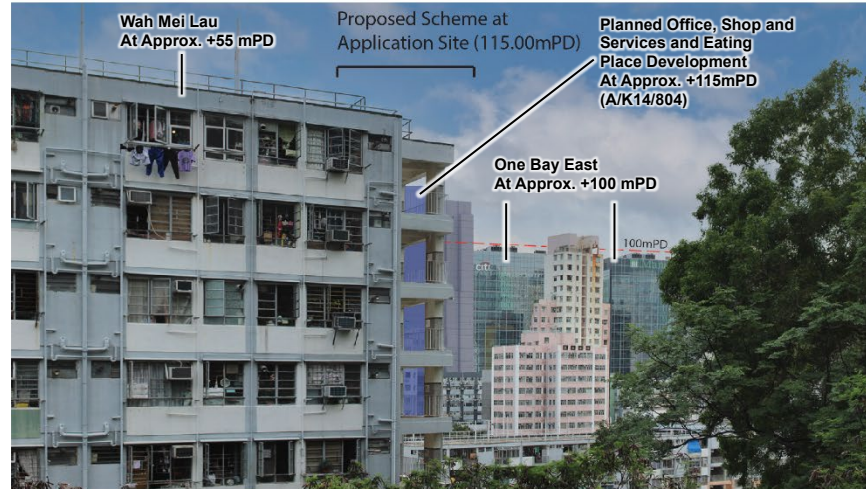 Wah Mei Lau
At Approx. +55 mPD
Proposed Scheme at
Application Site (115.00mPD)
Planned Office, Shop and
Services and Eating
Place Development
At Approx. +115mPD
(A/K14/804)
One Bay East
At Approx. +100 mPD
100mPD
citi